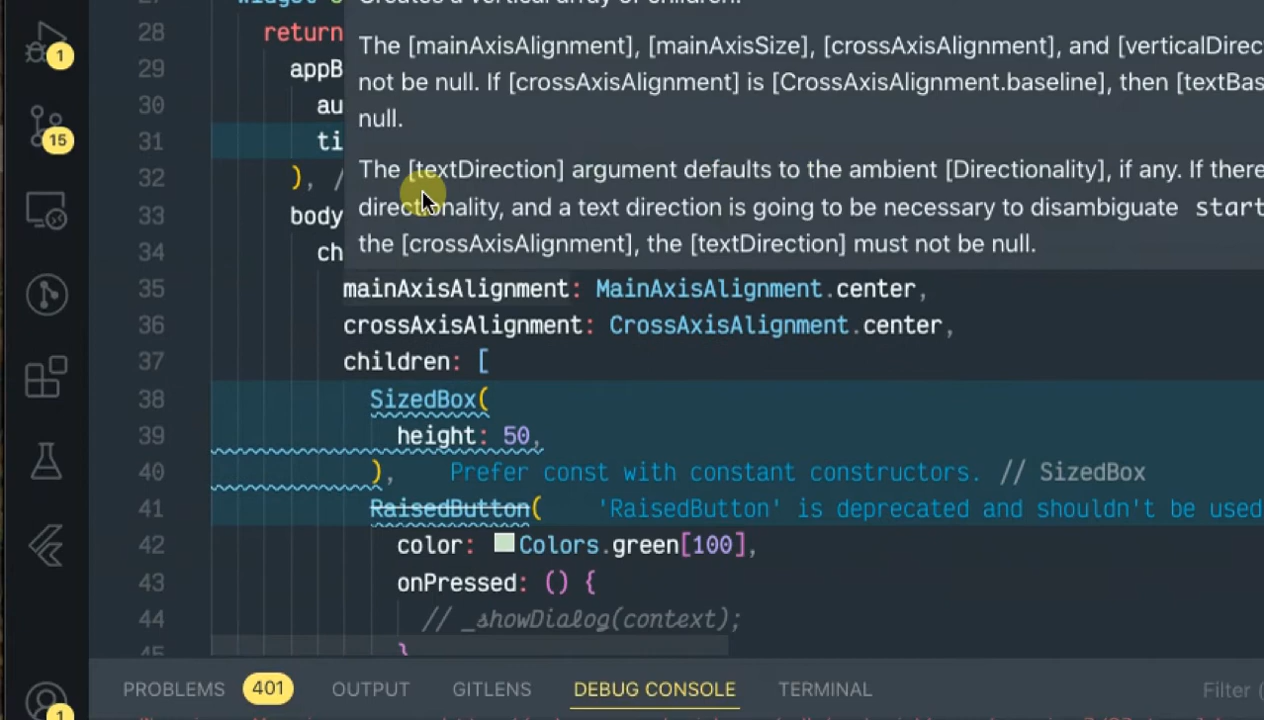 27
Creates a vertical array of children.
28 return
The [mainAxisAlignment], [mainAxisSize], [crossAxisAlignment], and [verticalDirec
29 appB
not be null. If [crossAxisAlignment] is [CrossAxisAlignment.baseline], then [textBas
30 au
null.
31 ti
The [textDirection] argument defaults to the ambient [Directionality], if any. If there
32 ), /
directionality, and a text direction is going to be necessary to disambiguate start
33 body
the [crossAxisAlignment], the [textDirection] must not be null.
34 ch
35 mainAxisAlignment: MainAxisAlignment.center,
36 crossAxisAlignment: CrossAxisAlignment.center,
37 children: [
38 SizedBox(
39 height: 50,
40 ), Prefer const with constant constructors. // SizedBox
41 RaisedButton( 'RaisedButton' is deprecated and shouldn't be used
42 color: Colors.green[100],
43 onPressed: () {
44 // _showDialog(context);
45 }
1
15
1
PROBLEMS 401 OUTPUT GITLENS DEBUG CONSOLE TERMINAL Filter (